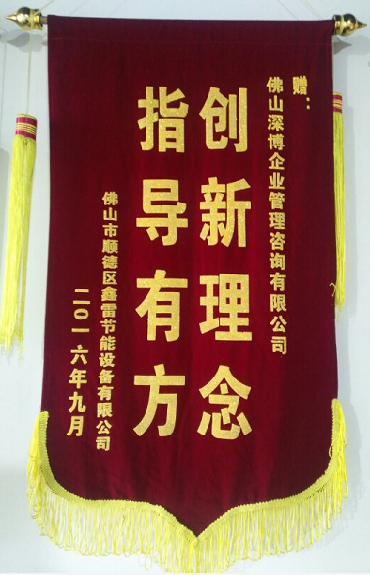 赠：
佛山深博企业管理咨询有限公司
创新理念
指导有方
佛山市顺德区鑫雷节能设备有限公司
二〇一六年九月